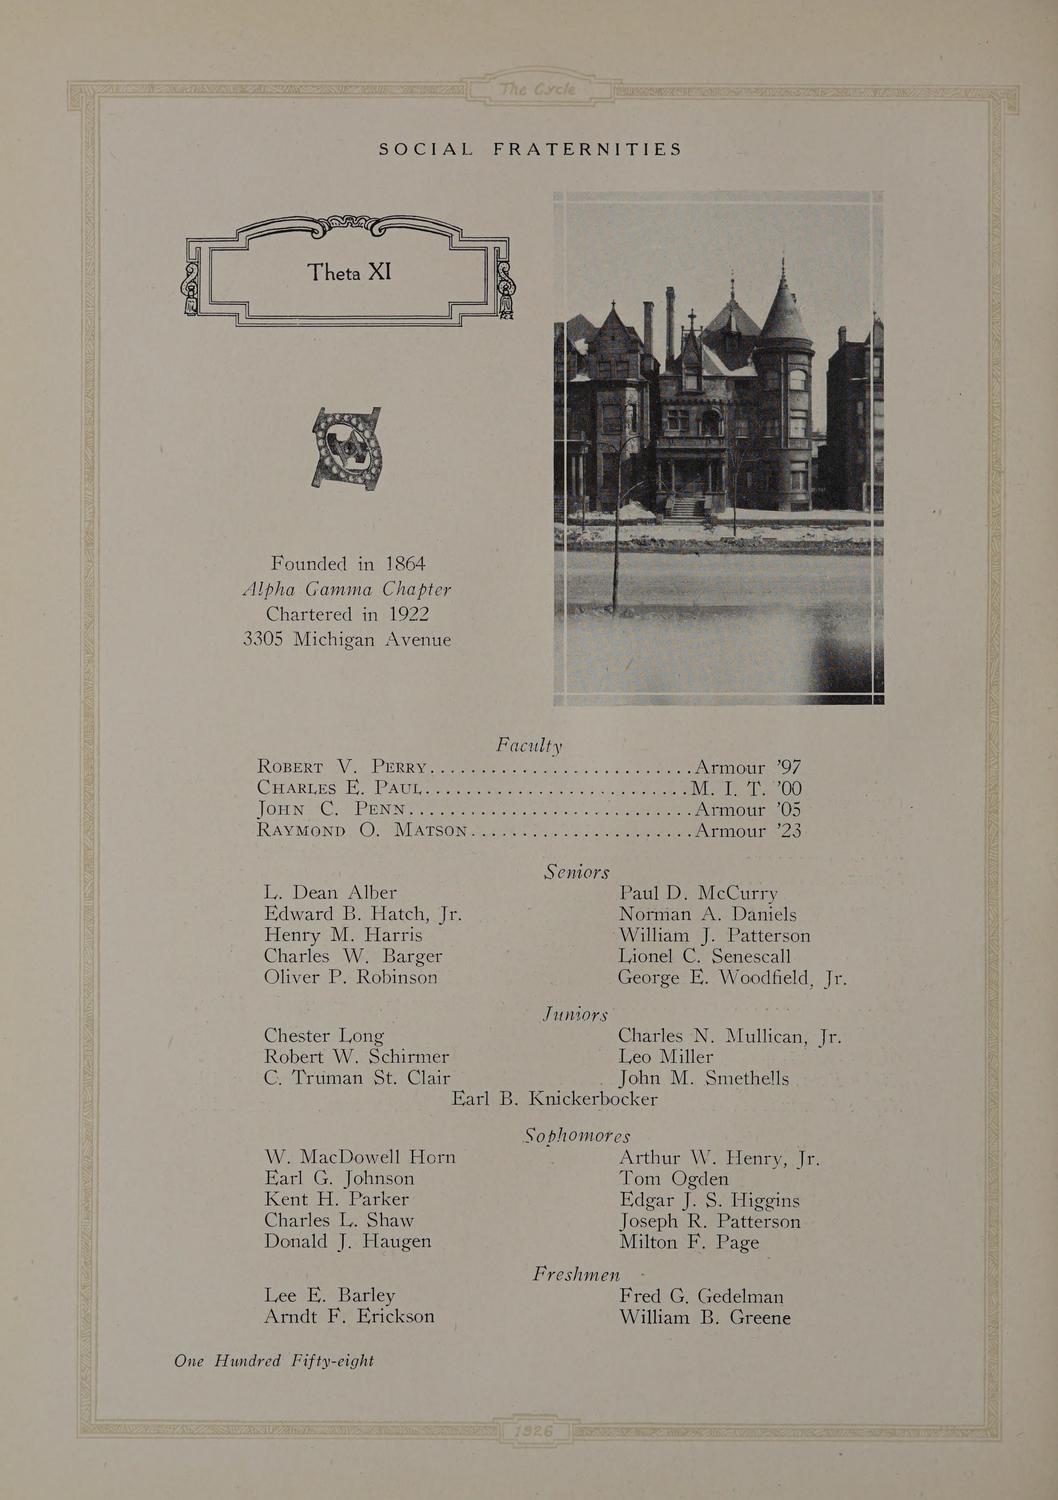 The Cycle
SOCIAL FRATERNITIES
Theta XI
Founded in 1864
Alpha Gamma Chapter
Chartered in 1922
3305 Michigan Avenue
Faculty
ROBERT V. PERRY..............................Armour '97
CHARLES E. PAUL..............................M. I. T. '00
JOHN C. PENN................................Armour '05
RAYMOND O. MATSON.........................Armour '23
Seniors
L. Dean Alber Paul D. McCurry
Edward B. Hatch, Jr. Norman A. Daniels
Henry M. Harris William J. Patterson
Charles W. Barger Lionel C. Senescall
Oliver P. Robinson George E. Woodfield, Jr.
Juniors
Chester Long Charles N. Mullican, Jr.
Robert W. Schirmer Leo Miller
C. Truman St. Clair John M. Smethells
Earl B. Knickerbocker
Sophomores
W. MacDowell Horn Arthur W. Henry, Jr.
Earl G. Johnson Tom Ogden
Kent H. Parker Edgar J. S. Higgins
Charles L. Shaw Joseph R. Patterson
Donald J. Haugen Milton F. Page
Freshmen
Lee E. Barley Fred G. Gedelman
Arndt F. Erickson William B. Greene
One Hundred Fifty-eight
1926